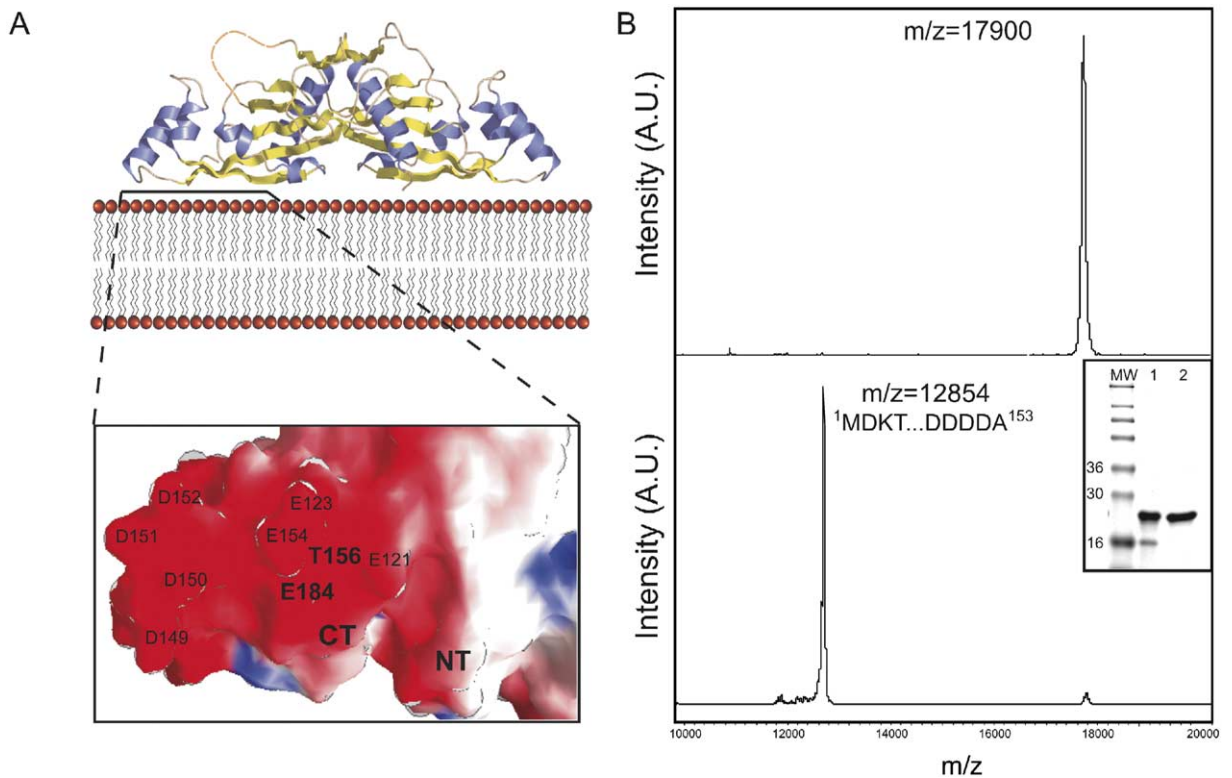 A
D152
E123
D151
E154
T156
E121
D150
E184
D149
CT
NT
B
m/z=17900
Intensity (A.U.)
m/z=12854
¹MDKT...DDDDA¹⁵³
MW 1 2
36
30
16
Intensity (A.U.)
10000 12000 14000 16000 18000 20000
m/z